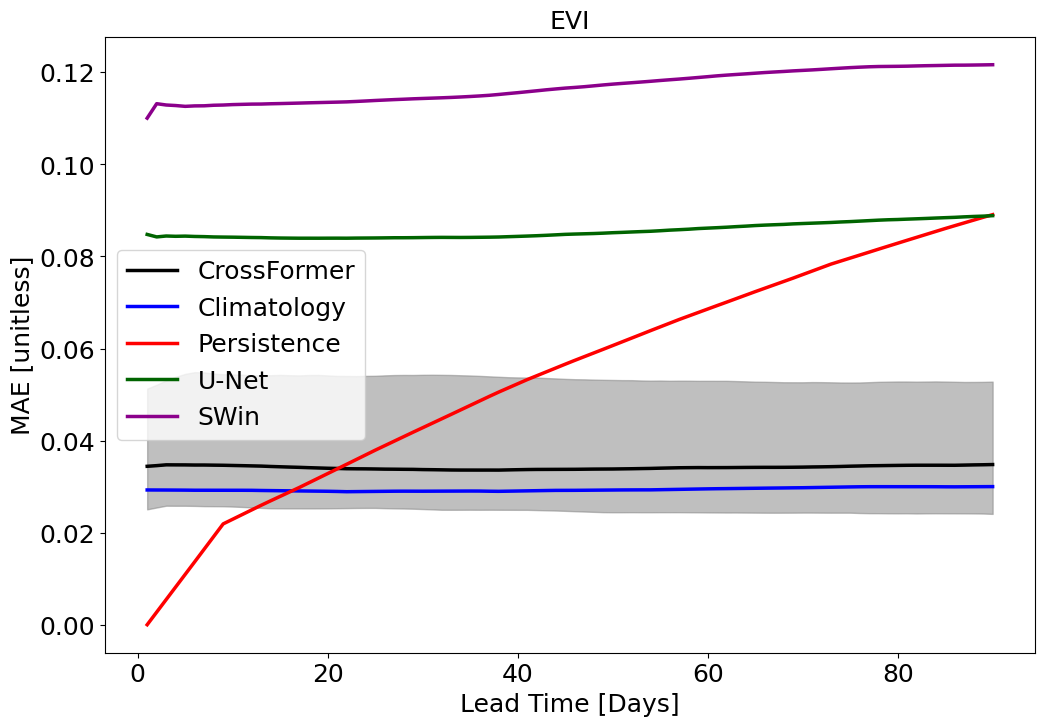 EVI
MAE [unitless]
0.12
0.10
0.08
0.06
0.04
0.02
0.00
CrossFormer
Climatology
Persistence
U-Net
SWin
0 20 40 60 80
Lead Time [Days]